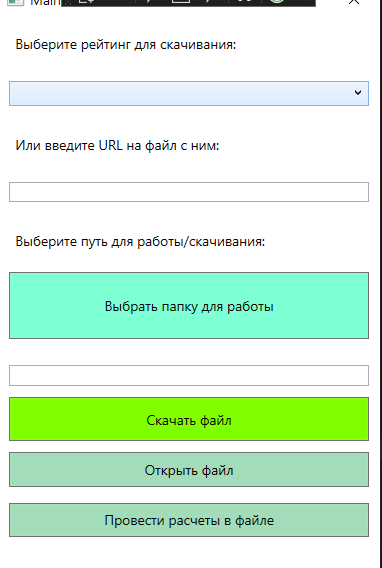 Выберите рейтинг для скачивания:
Или введите URL на файл с ним:
Выберите путь для работы/скачивания:
Выбрать папку для работы
Скачать файл
Открыть файл
Провести расчеты в файле